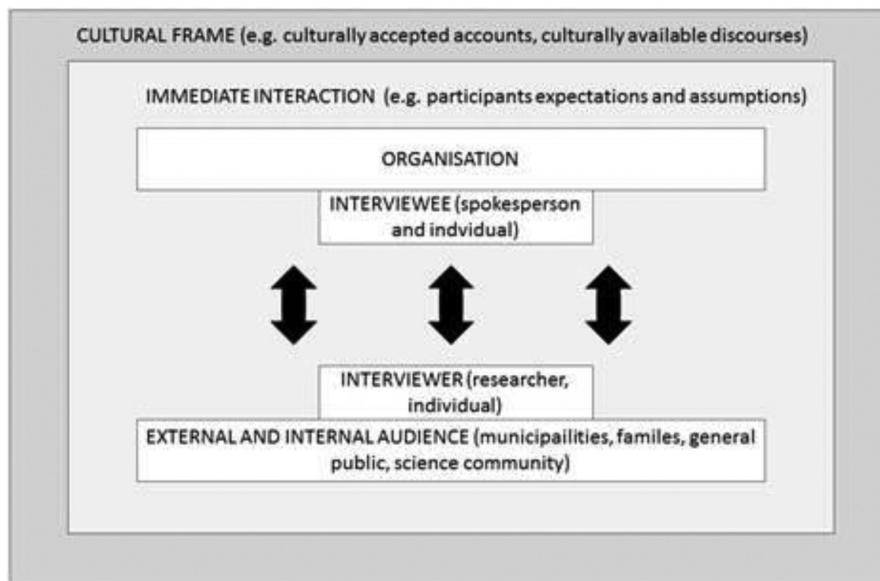 CULTURAL FRAME (e.g. culturally accepted accounts, culturally available discourses)
IMMEDIATE INTERACTION (e.g. participants expectations and assumptions)
ORGANISATION
INTERVIEWEE (spokesperson
and indvidual)
INTERVIEWER (researcher,
individual)
EXTERNAL AND INTERNAL AUDIENCE (municipailities, familes, general
public, science community)